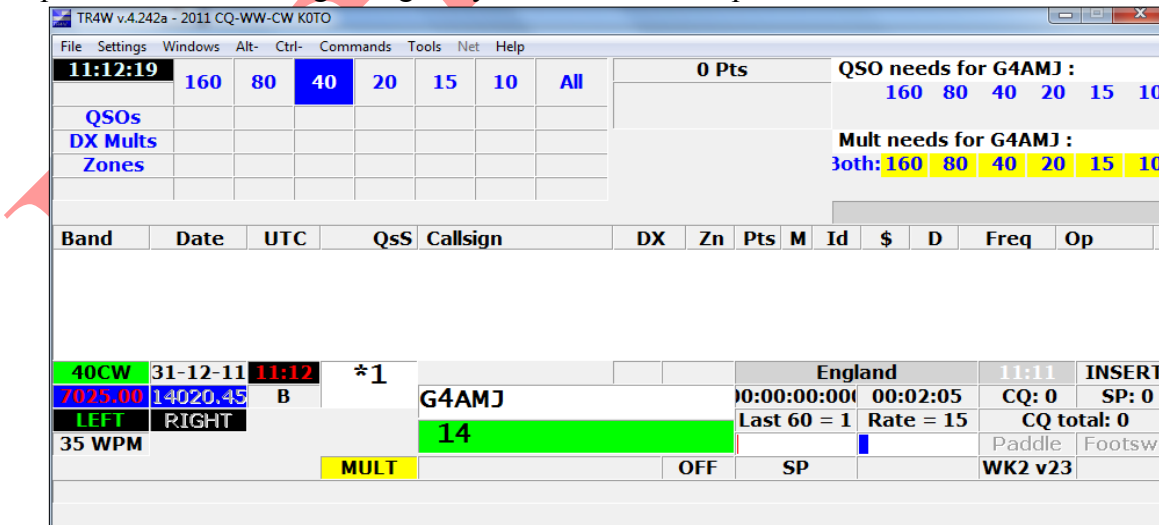 TR4W v.4.242a - 2011 CQ-WW-CW K0TO
File Settings Windows Alt- Ctrl- Commands Tools Net Help
11:12:19 160 80 40 20 15 10 All 0 Pts QSO needs for G4AMJ :
160 80 40 20 15 10
QSOs
DX Mults Mult needs for G4AMJ :
Zones Both: 160 80 40 20 15 10
Band Date UTC QsS Callsign DX Zn Pts M Id $ D Freq Op
40CW 31-12-11 11:12 *1 England 11:11 INSERT
7025.00 14020.45 B G4AMJ 00:00:00:00( 00:02:05 CQ: 0 SP: 0
LEFT RIGHT 14 Last 60 = 1 Rate = 15 CQ total: 0
35 WPM Paddle Footsw
MULT OFF SP WK2 v23